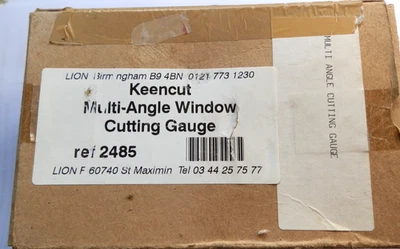 LION Birmingham B9 4BN 0121 773 1230
Keencut
Multi-Angle Window
Cutting Gauge
ref 2485
LION F 60740 St Maximin Tel 03 44 25 75 77
MULTI ANGLE CUTTING GAUGE